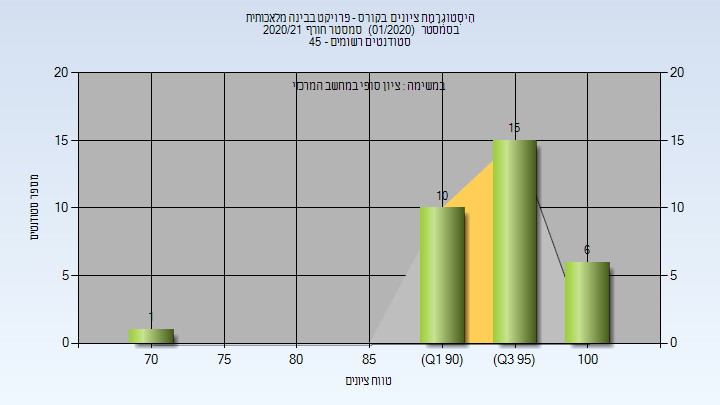 היסטוגרמת ציונים בקורס - פרויקט בבינה מלאכותית
בסמסטר (01/2020) סמסטר חורף 2020/21
סטודנטים רשומים - 45
במשימה : ציון סופי במחשב המרכזי
20 20
15 15
10 10
5 5
0 0
1
10
15
6
70 75 80 85 (Q1 90) (Q3 95) 100
מספר סטודנטים
טווח ציונים